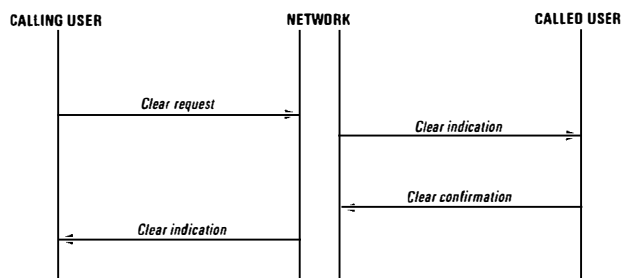 CALLING USER NETWORK CALLED USER
Clear request
Clear indication
Clear confirmation
Clear indication